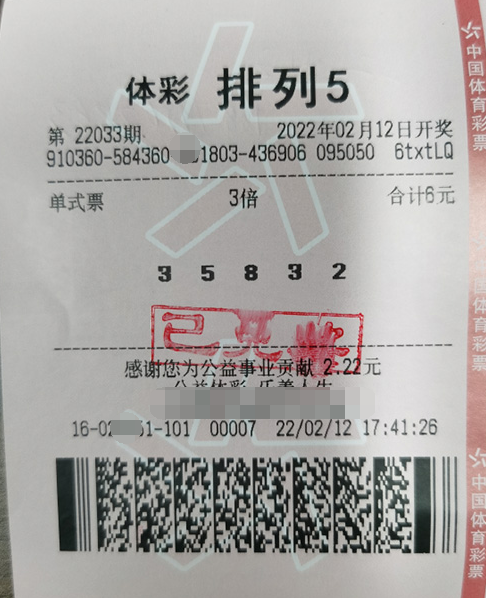 体彩 排列5
第 22033期 2022年02月12日开奖
910360-584360 1803-436906 095050 6txtLQ
单式票 3倍 合计6元
3 5 8 3 2
已兑奖
感谢您为公益事业贡献 2.22元
公益体彩 乐善人生
16-02 51-101 00007 22/02/12 17:41:26
中国体育彩票
中国体育彩票
中国体育彩票